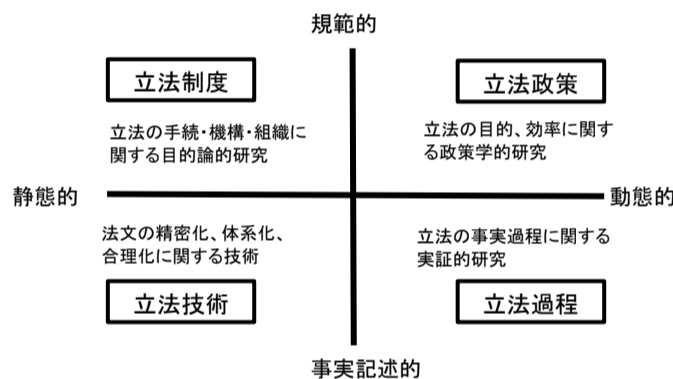 規範的
立法制度
立法政策
立法の手続・機構・組織に
関する目的論的研究
立法の目的、効率に関す
る政策学的研究
静態的
動態的
法文の精密化、体系化、
合理化に関する技術
立法の事実過程に関する
実証的研究
立法技術
立法過程
事実記述的